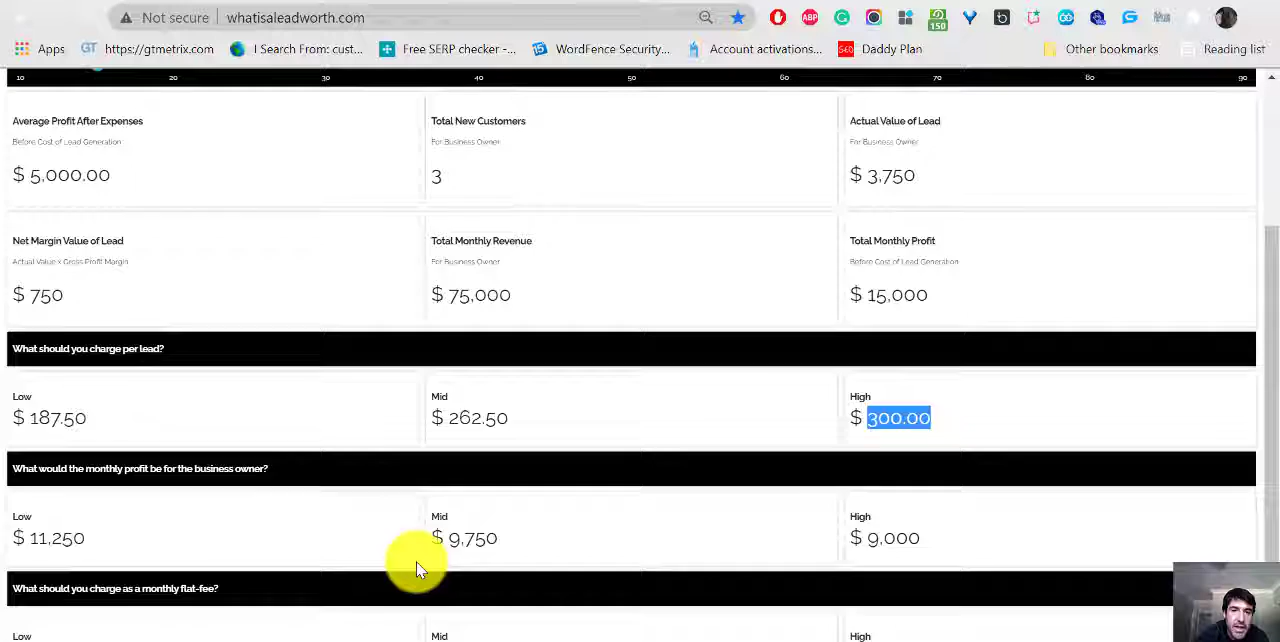 Not secure whatisaleadworth.com
ABP
150
Apps GT https://gtmetrix.com I Search From: cust... Free SERP checker -... 15 WordFence Security... Account activations... SEO Daddy Plan Other bookmarks Reading list
10 20 30 40 50 60 70 80 90
Average Profit After Expenses Total New Customers Actual Value of Lead
Before Cost of Lead Generation For Business Owner For Business Owner
$ 5,000.00 3 $ 3,750
Net Margin Value of Lead Total Monthly Revenue Total Monthly Profit
Actual Value x Gross Profit Margin For Business Owner Before Cost of Lead Generation
$ 750 $ 75,000 $ 15,000
What should you charge per lead?
Low Mid High
$ 187.50 $ 262.50 $ 300.00
What would the monthly profit be for the business owner?
Low Mid High
$ 11,250 $ 9,750 $ 9,000
What should you charge as a monthly flat-fee?
Low Mid High